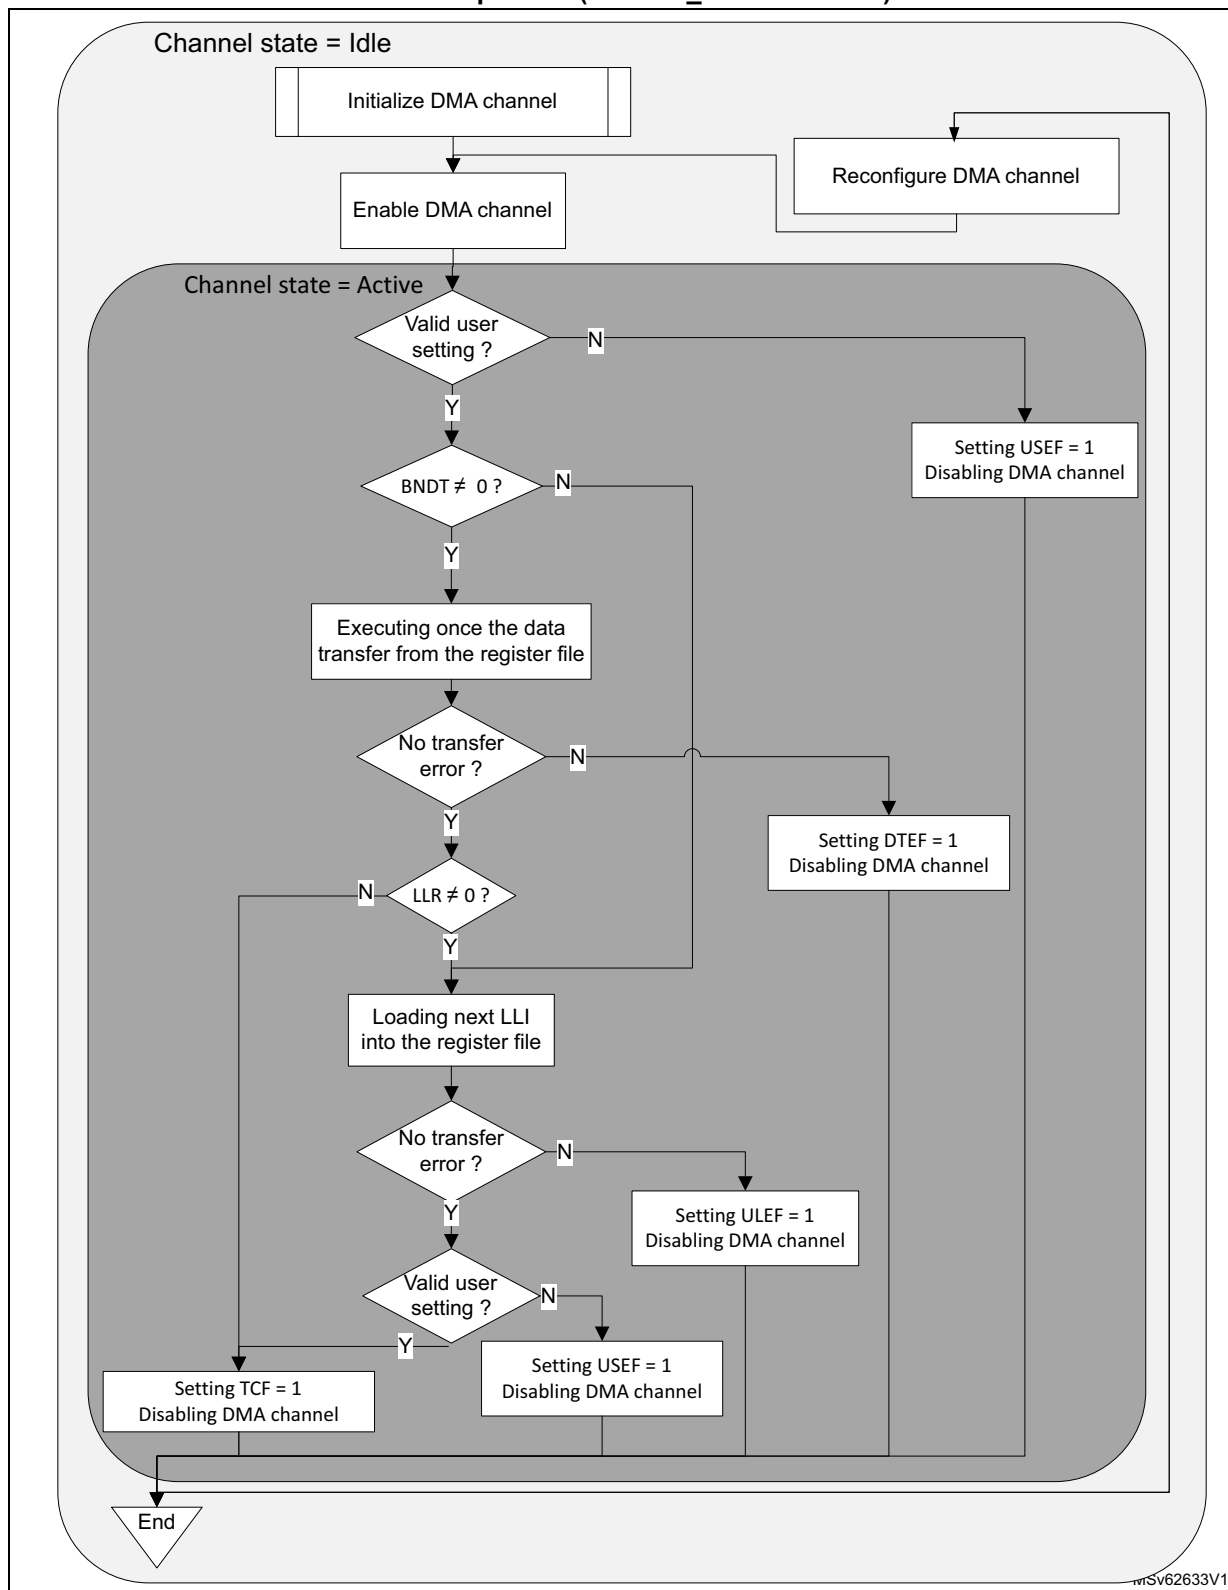 Channel state = Idle
Initialize DMA channel
Reconfigure DMA channel
Enable DMA channel
Channel state = Active
Valid user
setting ?
N
Y
Setting USEF = 1
Disabling DMA channel
BNDT ≠ 0 ?
N
Y
Executing once the data
transfer from the register file
No transfer
error ?
N
Y
Setting DTEF = 1
Disabling DMA channel
LLR ≠ 0 ?
N
Y
Loading next LLI
into the register file
No transfer
error ?
N
Y
Setting ULEF = 1
Disabling DMA channel
Valid user
setting ?
N
Y
Setting USEF = 1
Disabling DMA channel
Setting TCF = 1
Disabling DMA channel
End
MSv62633V1